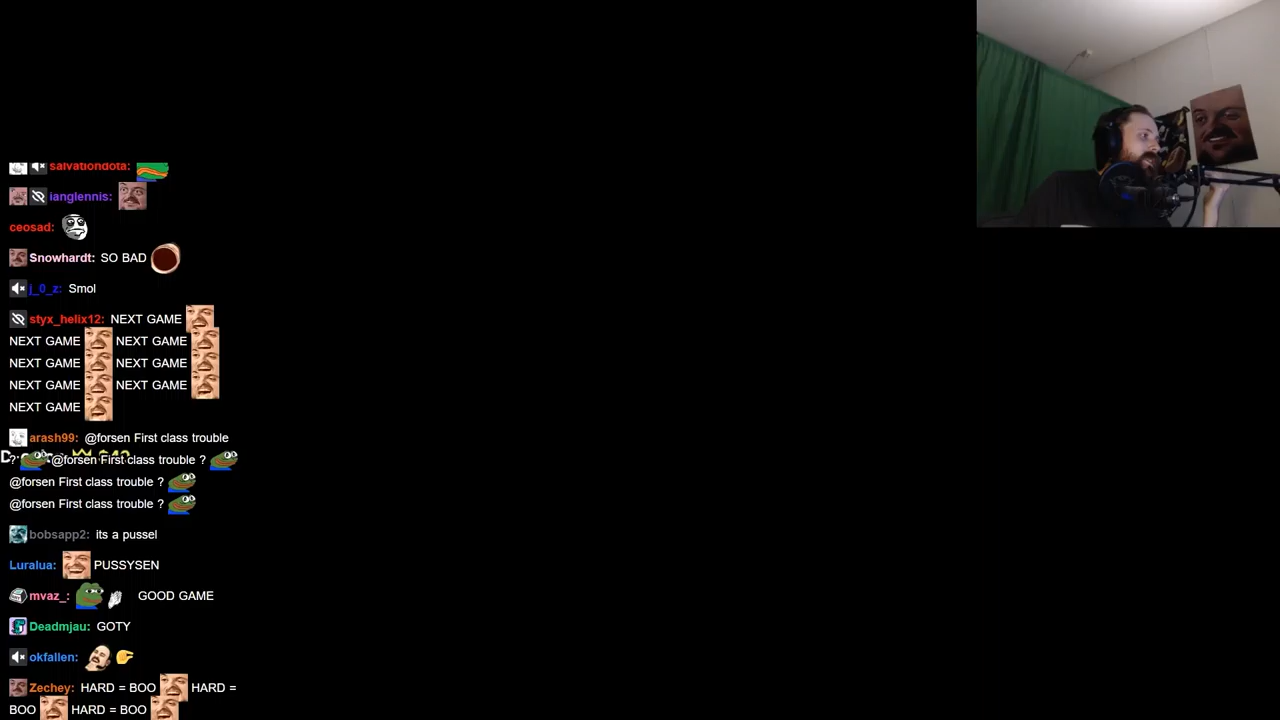 salvationdota:
ianglennis:
ceosad:
Snowhardt: SO BAD
j_0_z: Smol
styx_helix12: NEXT GAME
NEXT GAME NEXT GAME
NEXT GAME NEXT GAME
NEXT GAME NEXT GAME
NEXT GAME
arash99: @forsen First class trouble
? @forsen First class trouble ?
@forsen First class trouble ?
@forsen First class trouble ?
bobsapp2: its a pussel
Luralua: PUSSYSEN
mvaz_: GOOD GAME
Deadmjau: GOTY
okfallen:
Zechey: HARD = BOO HARD =
BOO HARD = BOO